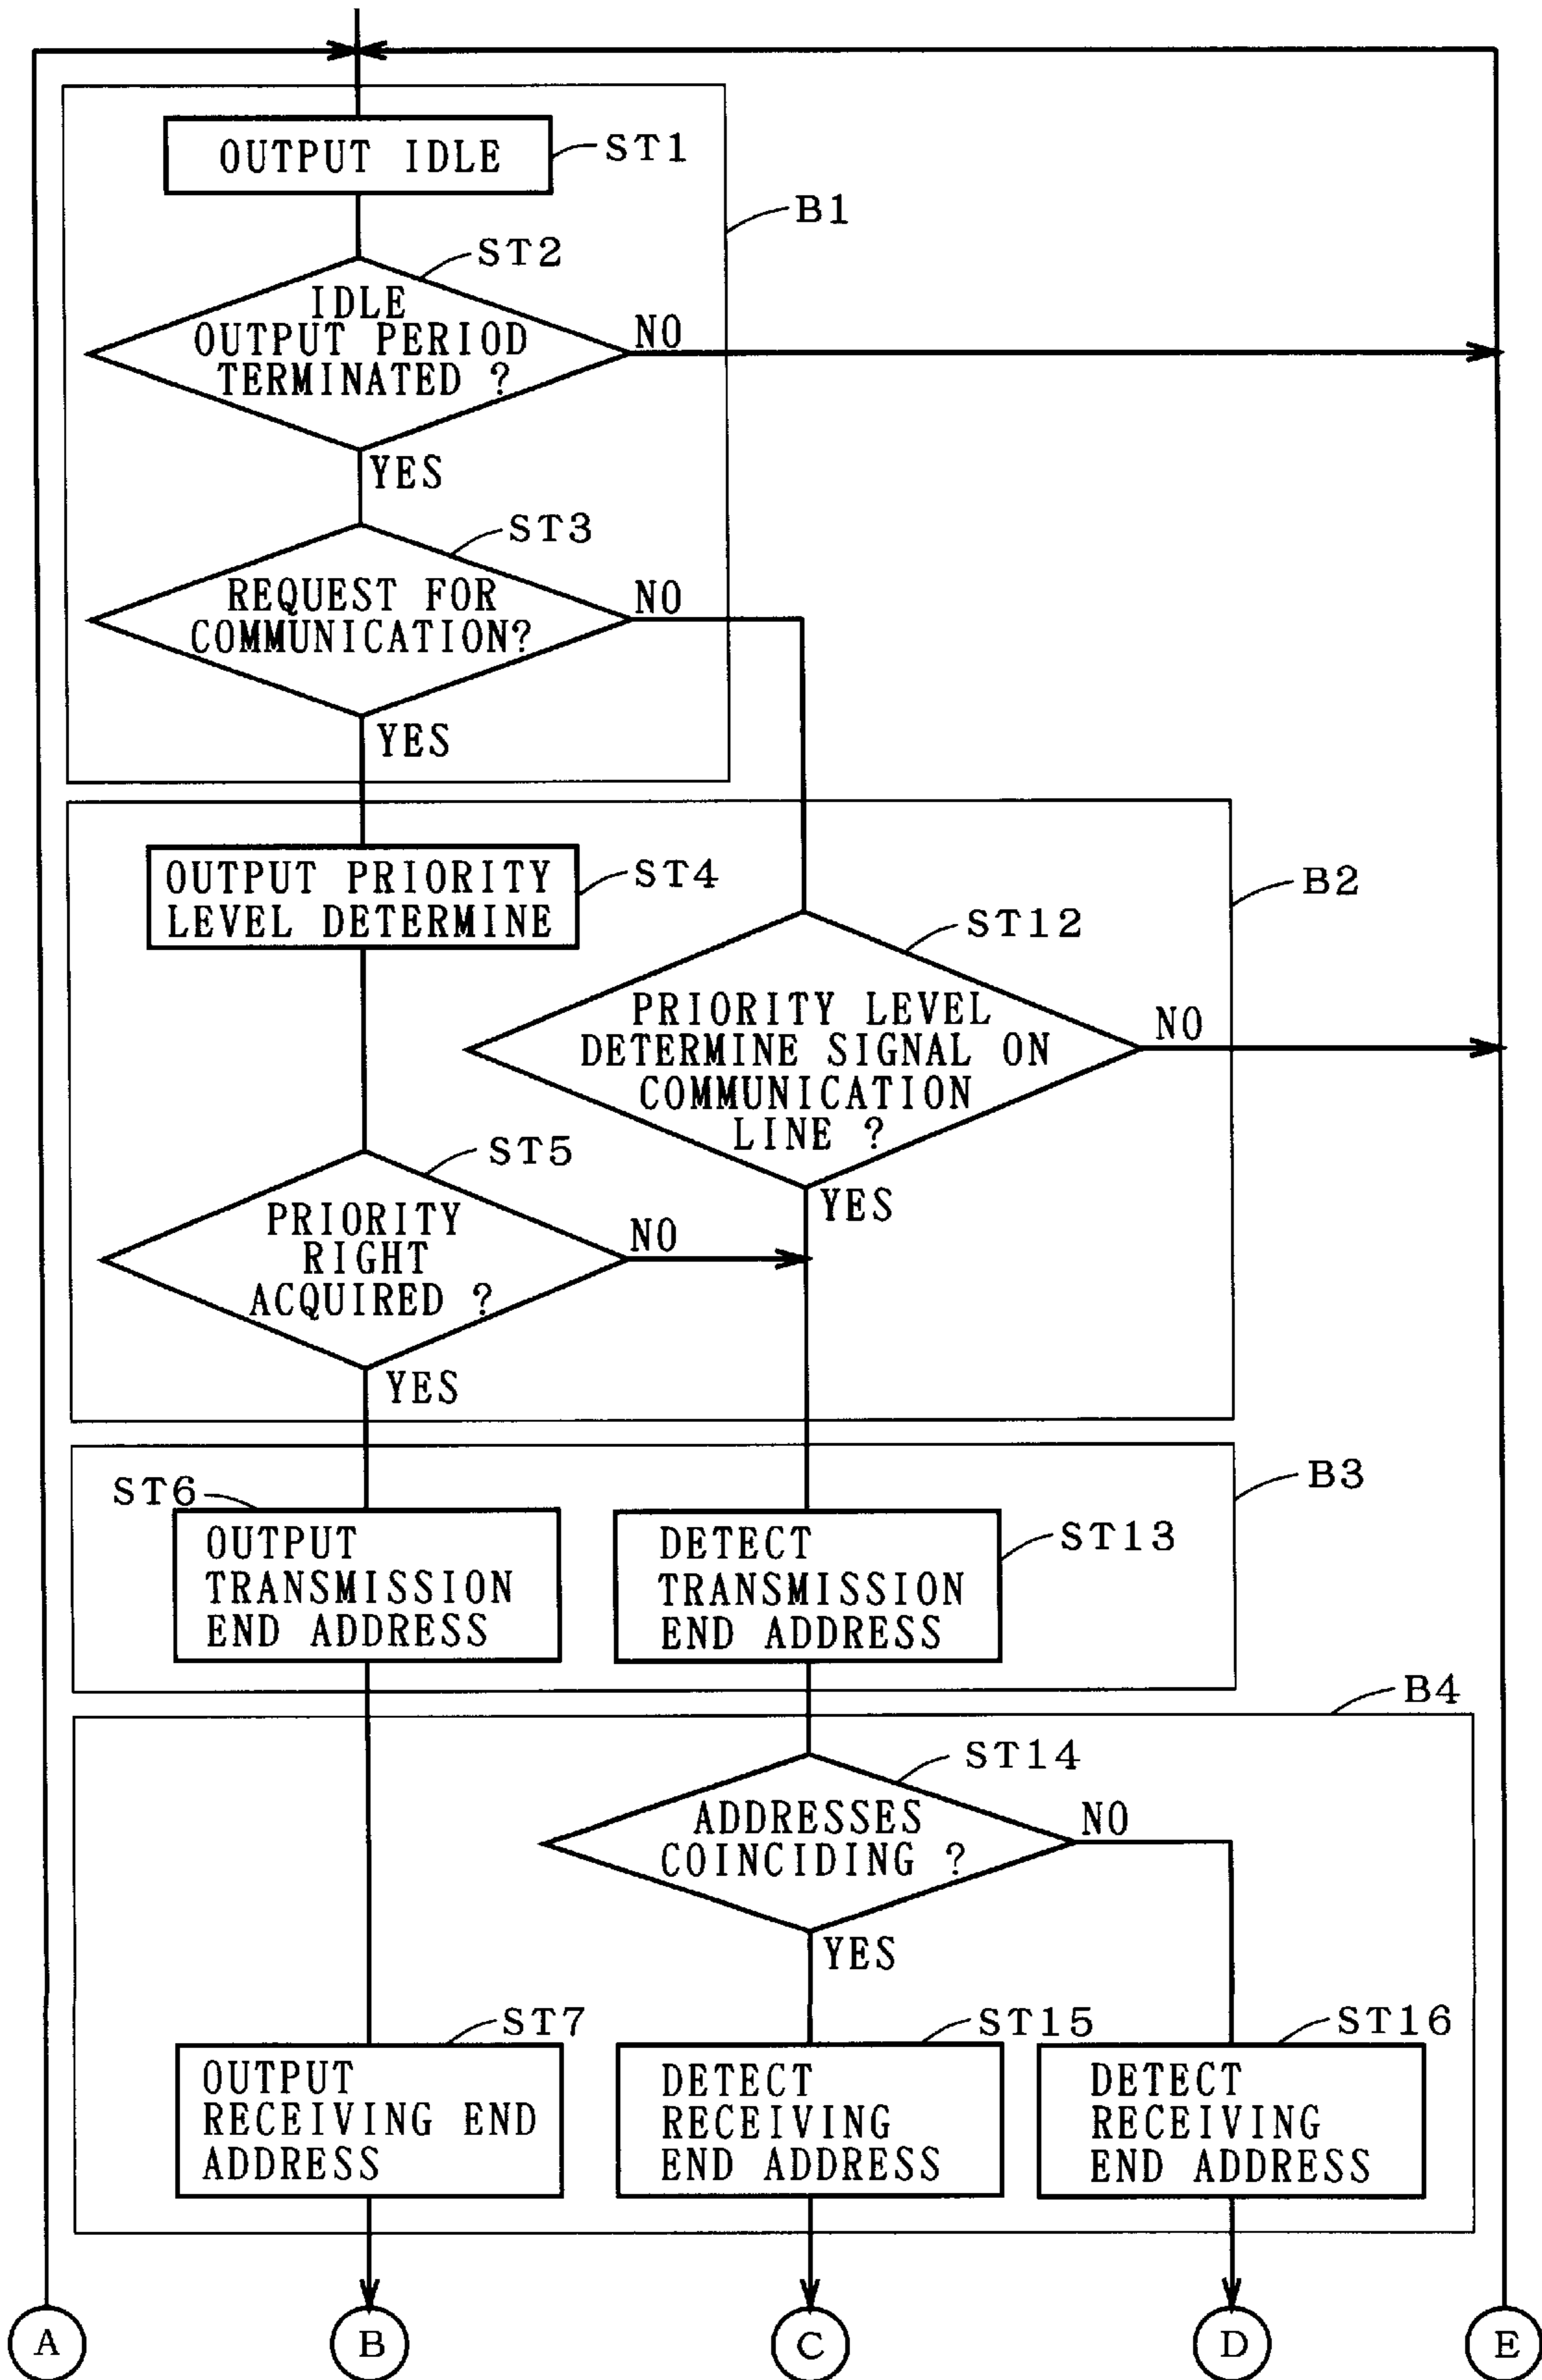 OUTPUT IDLE
ST1
B1
ST2
IDLE
OUTPUT PERIOD
TERMINATED ?
NO
YES
ST3
REQUEST FOR
COMMUNICATION?
NO
YES
OUTPUT PRIORITY
LEVEL DETERMINE
ST4
B2
ST12
PRIORITY LEVEL
DETERMINE SIGNAL ON
COMMUNICATION
LINE ?
NO
YES
ST5
PRIORITY
RIGHT
ACQUIRED ?
NO
YES
B3
ST6
OUTPUT
TRANSMISSION
END ADDRESS
DETECT
TRANSMISSION
END ADDRESS
ST13
B4
ST14
ADDRESSES
COINCIDING ?
NO
YES
ST7
OUTPUT
RECEIVING END
ADDRESS
ST15
DETECT
RECEIVING
END ADDRESS
ST16
DETECT
RECEIVING
END ADDRESS
A
B
C
D
E